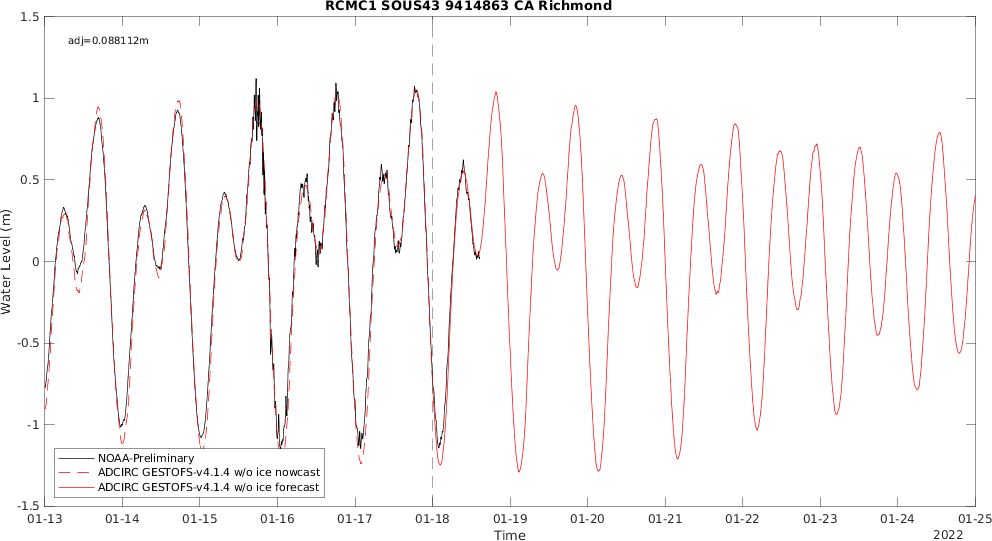 RCMC1 SOUS43 9414863 CA Richmond
adj=0.088112m
1.5
1
0.5
0
-0.5
-1
-1.5
Water Level (m)
NOAA-Preliminary
ADCIRC GESTOFS-v4.1.4 w/o ice nowcast
ADCIRC GESTOFS-v4.1.4 w/o ice forecast
01-13 01-14 01-15 01-16 01-17 01-18 01-19 01-20 01-21 01-22 01-23 01-24 01-25
Time
2022